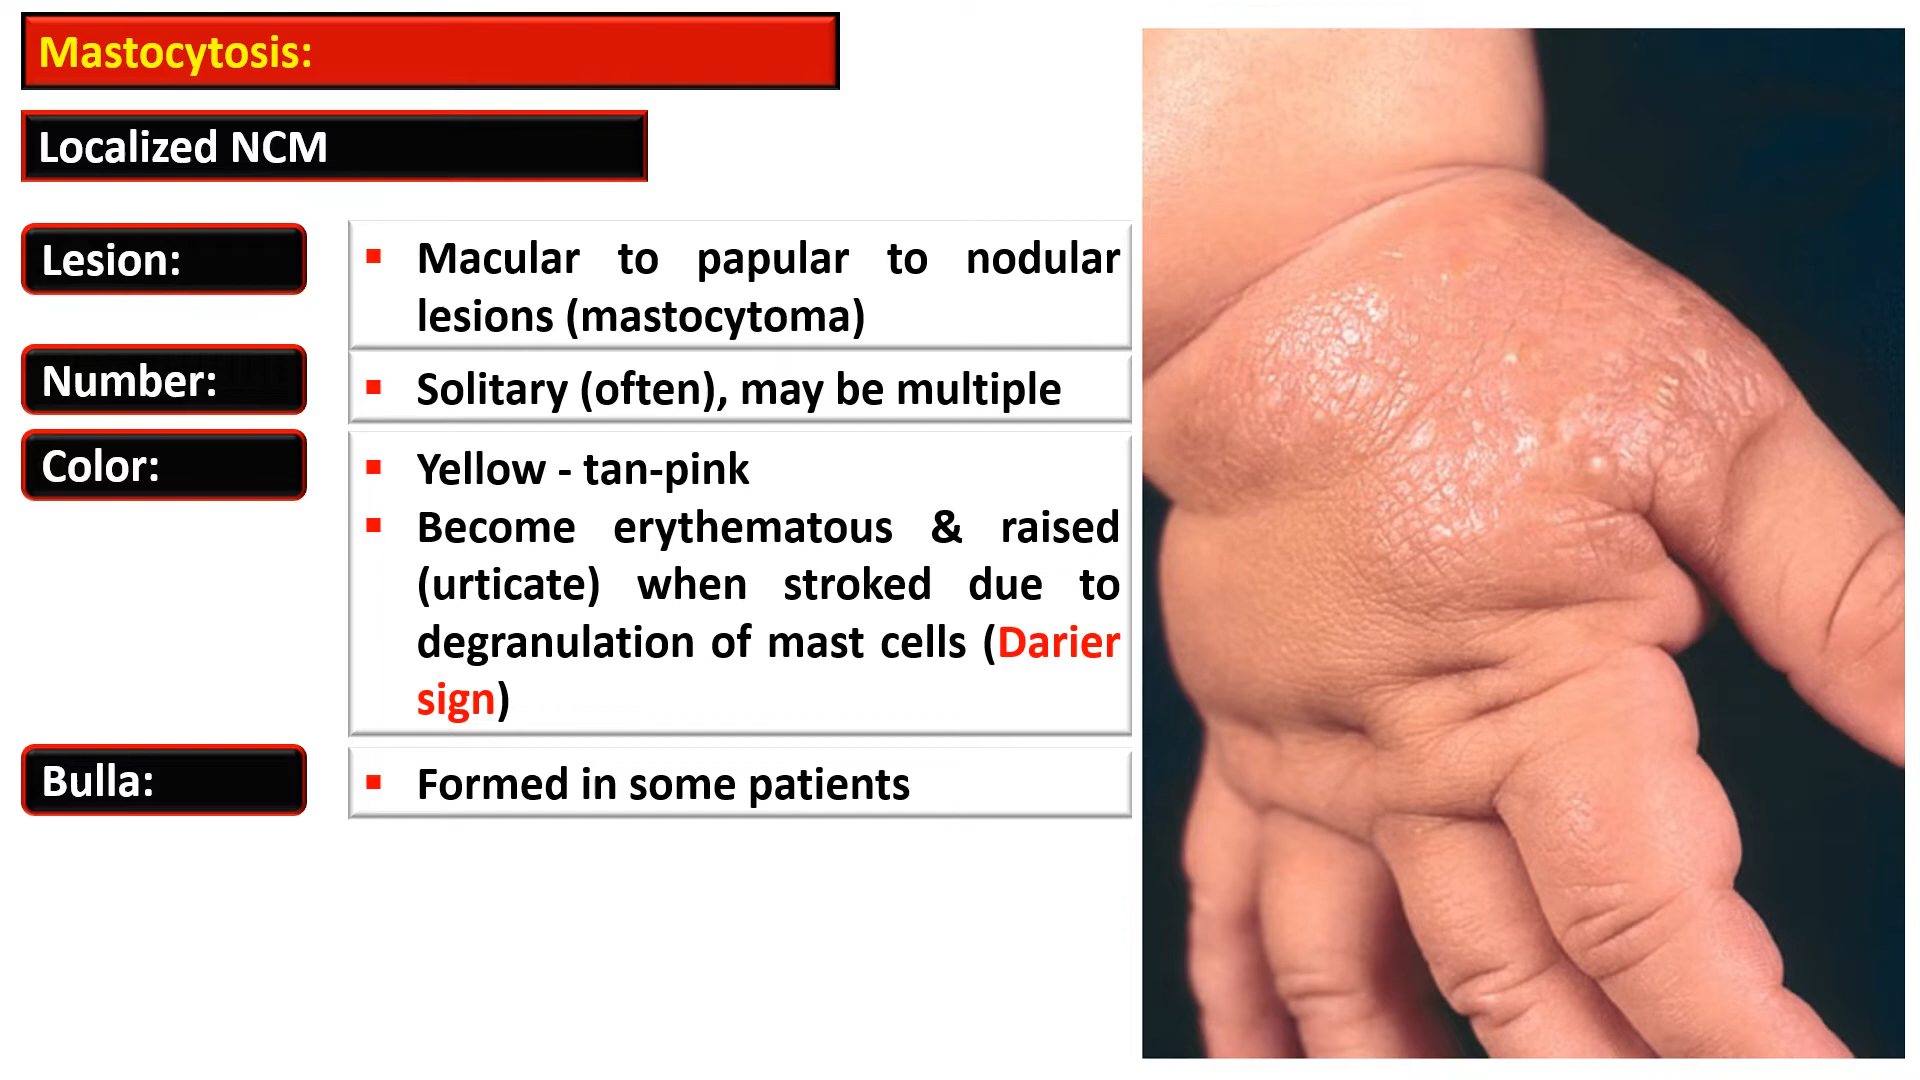 Mastocytosis:
Localized NCM
Lesion:
▪ Macular to papular to nodular
lesions (mastocytoma)
Number:
▪ Solitary (often), may be multiple
Color:
▪ Yellow - tan-pink
▪ Become erythematous & raised
(urticate) when stroked due to
degranulation of mast cells (Darier
sign)
Bulla:
▪ Formed in some patients